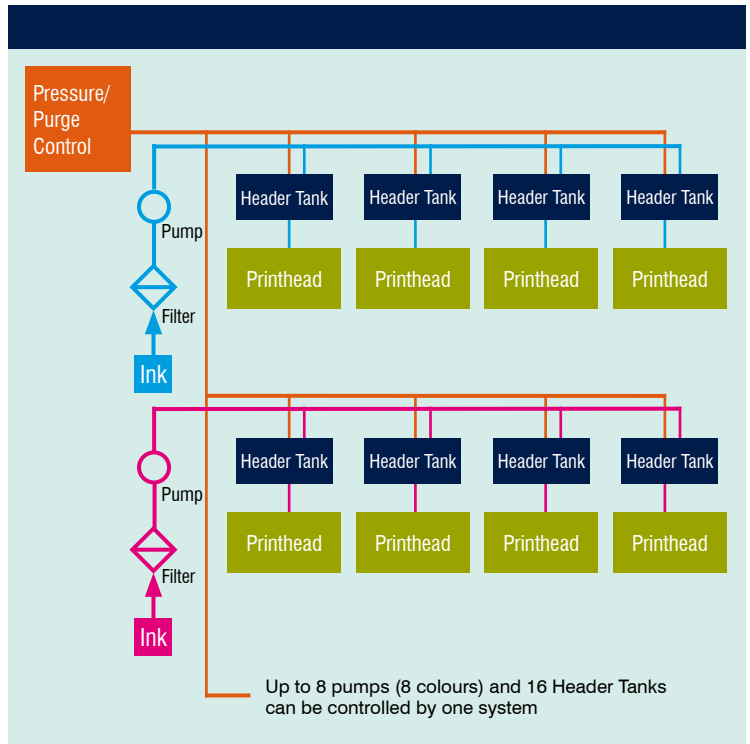 Pressure/
Purge
Control
Header Tank Header Tank Header Tank Header Tank
Pump
Printhead Printhead Printhead Printhead
Filter
Ink
Header Tank Header Tank Header Tank Header Tank
Pump
Printhead Printhead Printhead Printhead
Filter
Ink
Up to 8 pumps (8 colours) and 16 Header Tanks
can be controlled by one system